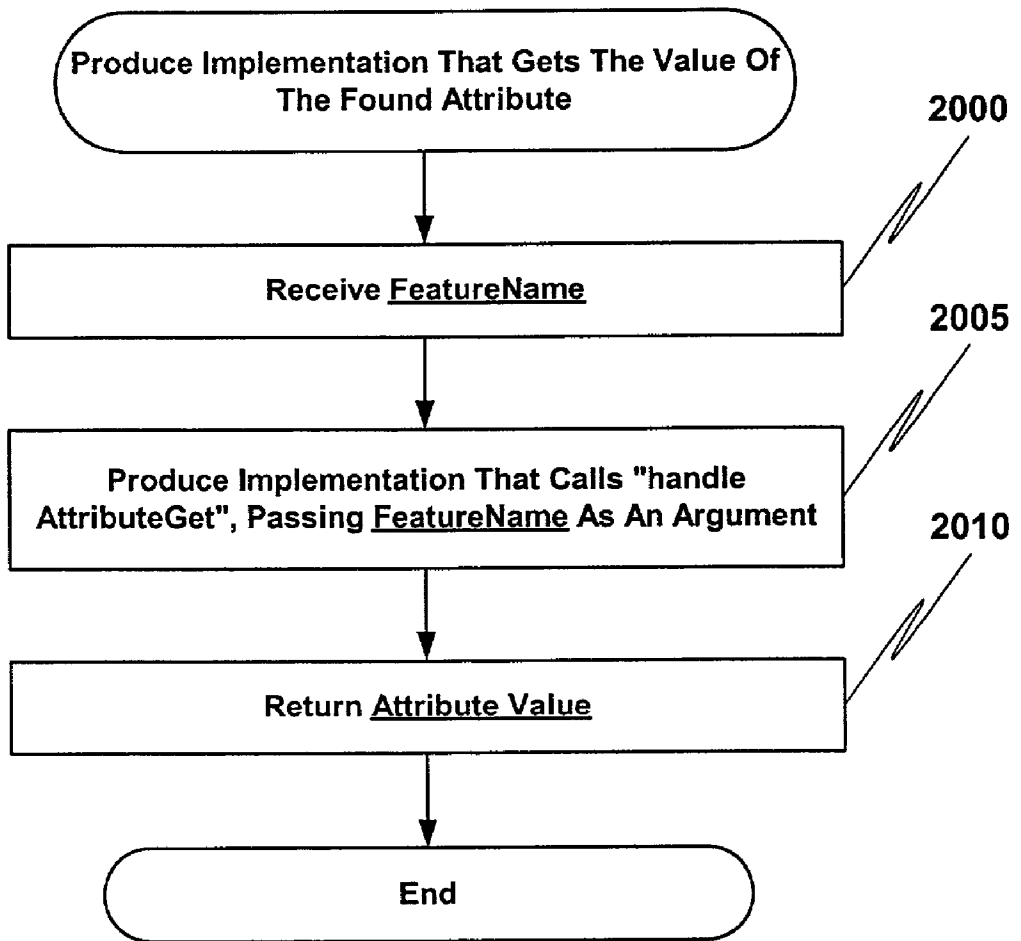 Produce Implementation That Gets The Value Of
The Found Attribute
2000
Receive FeatureName
2005
Produce Implementation That Calls "handle
AttributeGet", Passing FeatureName As An Argument
2010
Return Attribute Value
End